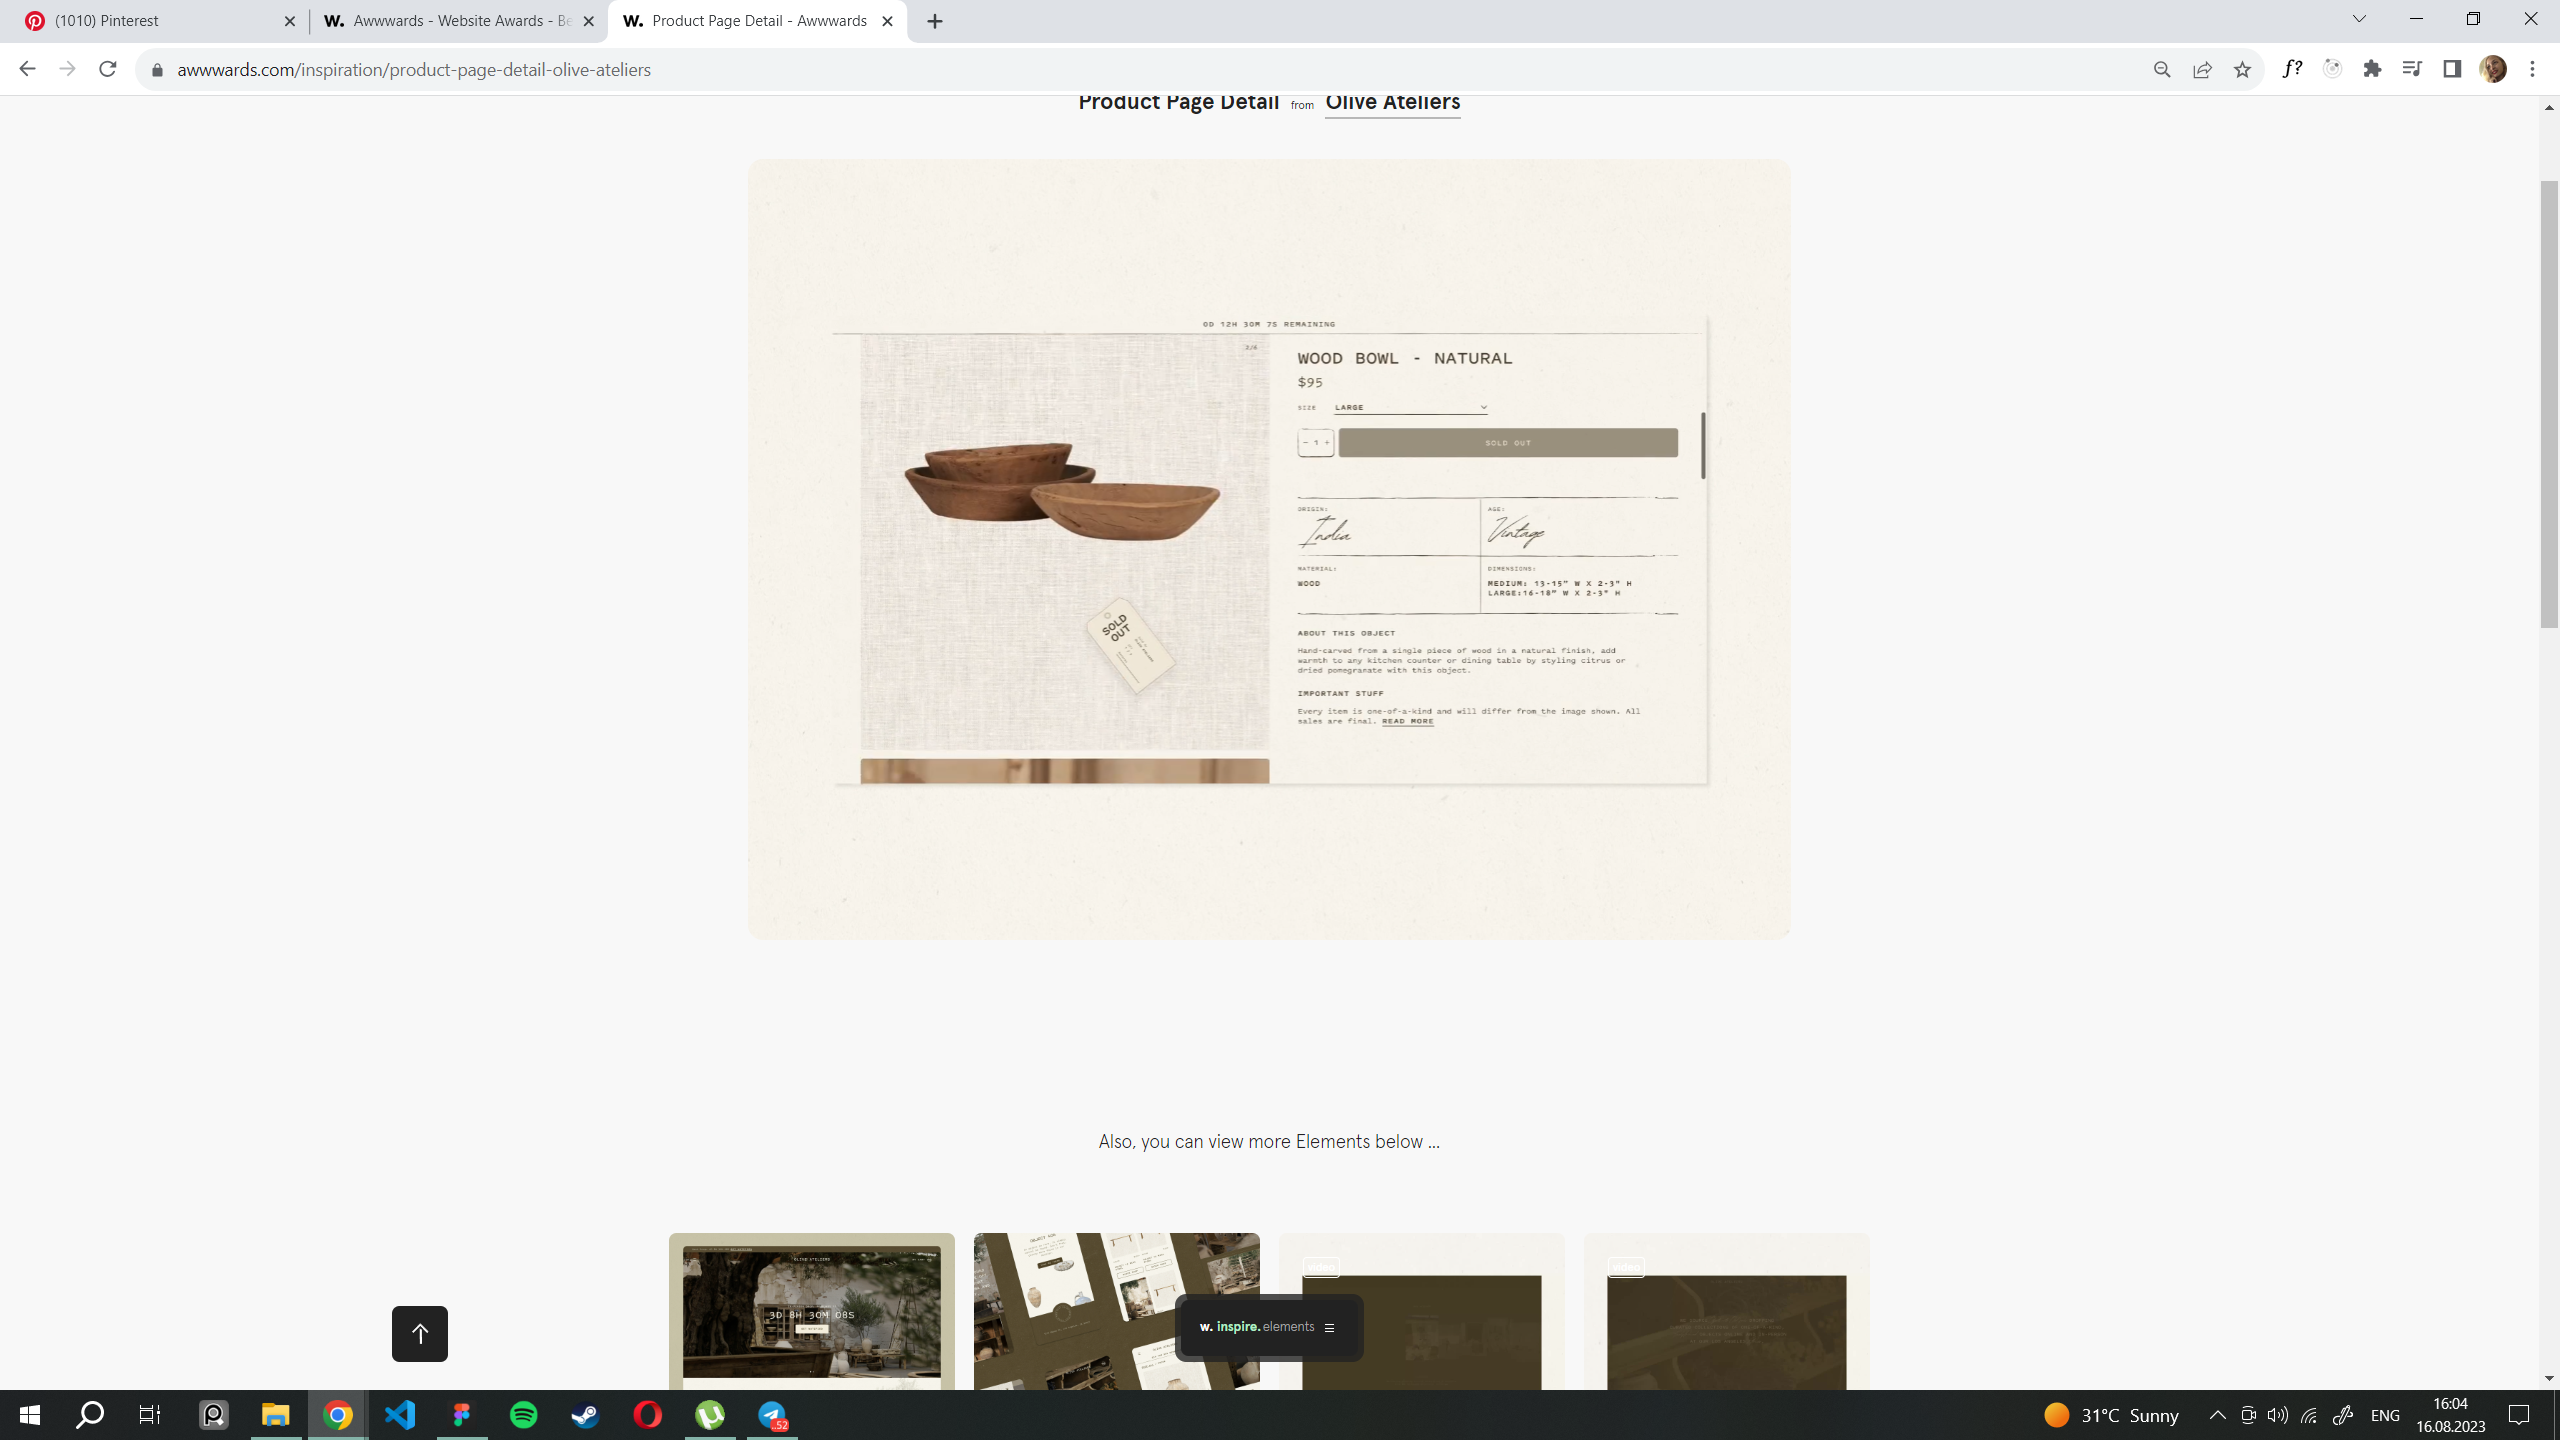 (1010) Pinterest
W. Awwwards - Website Awards - Be
W. Product Page Detail - Awwwards
awwwards.com/inspiration/product-page-detail-olive-ateliers
f?
Product Page Detail from Olive Ateliers
0D 12H 30M 7S REMAINING
2/6
WOOD BOWL - NATURAL
$95
SIZE LARGE
- 1 + SOLD OUT
ORIGIN: AGE:
India Vintage
MATERIAL: DIMENSIONS:
WOOD MEDIUM: 13-15" W X 2-3" H
LARGE:16-18" W X 2-3" H
SOLD
OUT
ABOUT THIS OBJECT
Hand-carved from a single piece of wood in a natural finish, add
warmth to any kitchen counter or dining table by styling citrus or
dried pomegranate with this object.
IMPORTANT STUFF
Every item is one-of-a-kind and will differ from the image shown. All
sales are final. READ MORE
Also, you can view more Elements below ...
OLIVE ATELIERS
3D 8H 30M 08S
video
video
w. inspire. elements
..52
31°C Sunny
ENG
16:04
16.08.2023